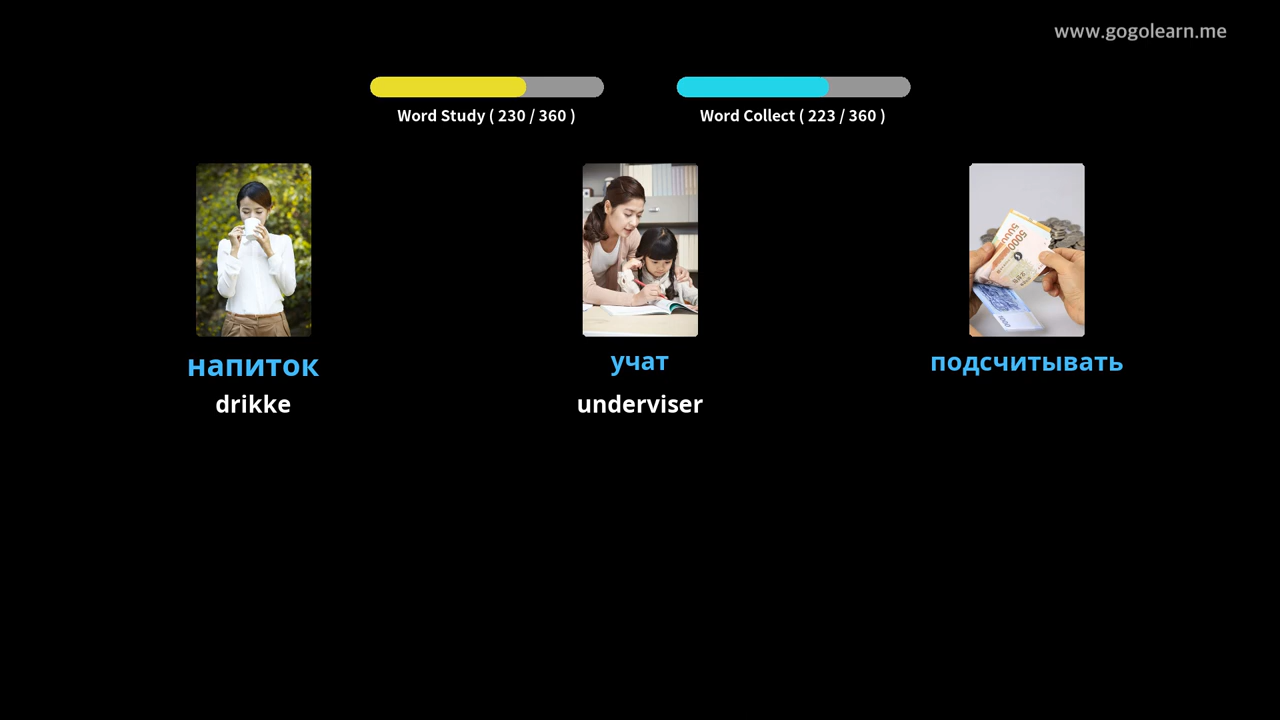 www.gogolearn.me
Word Study ( 230 / 360 )
Word Collect ( 223 / 360 )
напиток
учат
подсчитывать
drikke
underviser